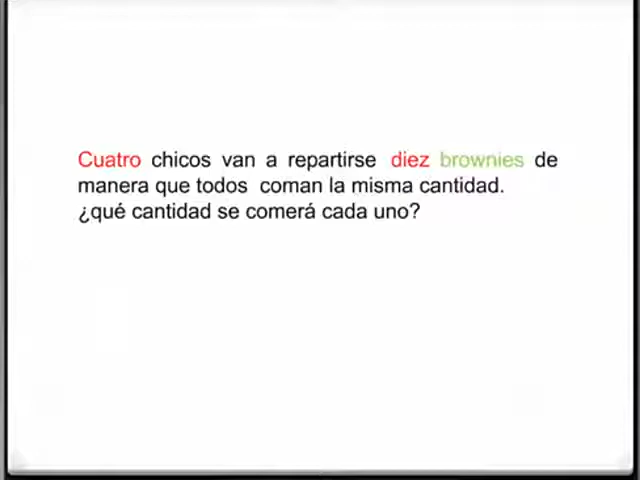 Cuatro chicos van a repartirse diez brownies de
manera que todos coman la misma cantidad.
¿qué cantidad se comerá cada uno?